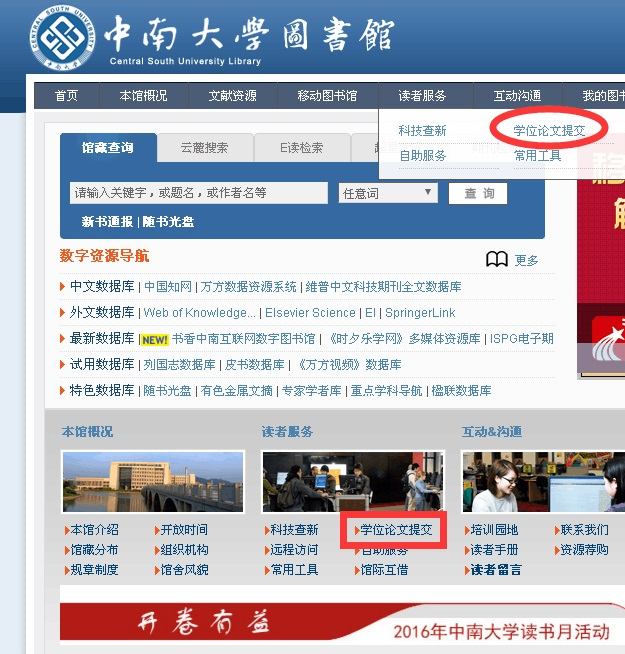 中南大学圖書館
Central South University Library
首页 本馆概况 文献资源 移动图书馆 读者服务 互动沟通 我的图书
科技查新 学位论文提交
自助服务 常用工具
馆藏查询 云麓搜索 E读检索
请输入关键字，或题名，或作者名等 任意词 查 询
新书通报 | 随书光盘
数字资源导航 更多
中文数据库 | 中国知网 | 万方数据资源系统 | 维普中文科技期刊全文数据库
外文数据库 | Web of Knowledge... | Elsevier Science | EI | SpringerLink
最新数据库 | NEW! 书香中南互联网数字图书馆 | 《时夕乐学网》多媒体资源库 | ISPG电子期
试用数据库 | 列国志数据库 | 皮书数据库 | 《万方视频》数据库
特色数据库 | 随书光盘 | 有色金属文摘 | 专家学者库 | 重点学科导航 | 楹联数据库
本馆概况 读者服务 互动&沟通
本馆介绍 开放时间 科技查新 学位论文提交 培训园地 联系我们
馆藏分布 组织机构 远程访问 自助服务 读者手册 资源荐购
规章制度 馆舍风貌 常用工具 馆际互借 读者留言
开卷有益
2016年中南大学读书月活动